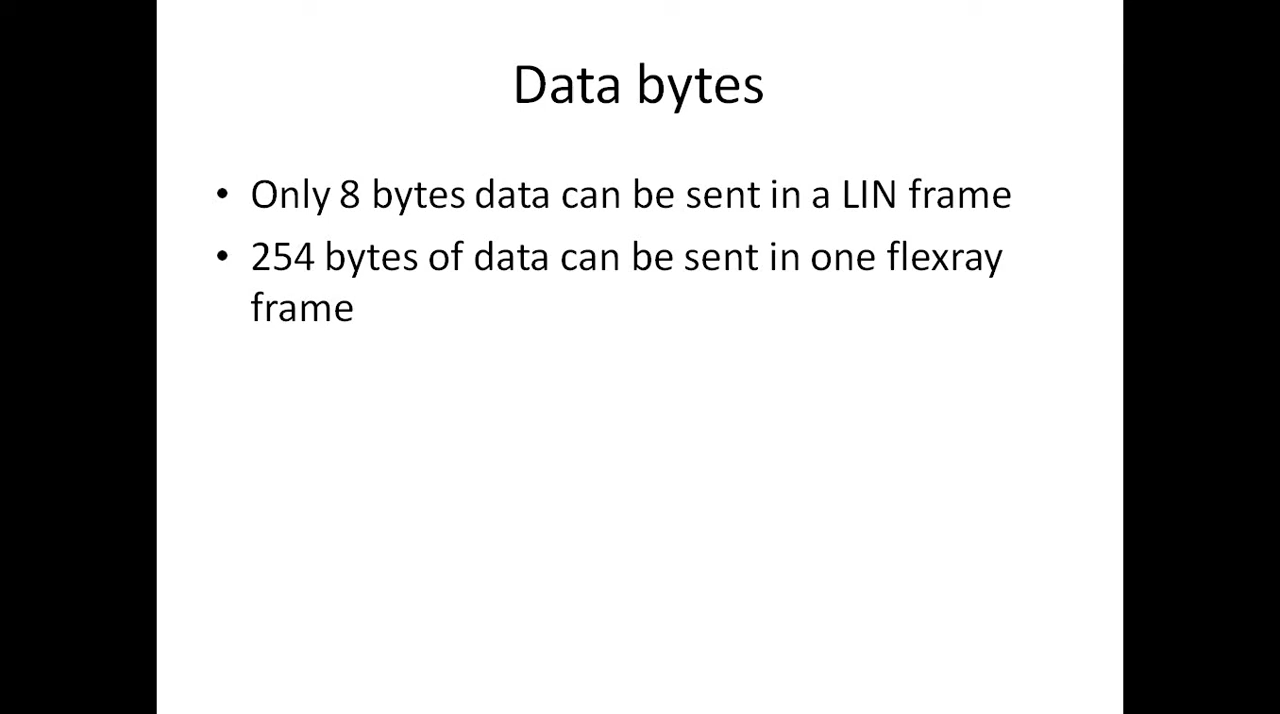 Data bytes
• Only 8 bytes data can be sent in a LIN frame
• 254 bytes of data can be sent in one flexray
frame